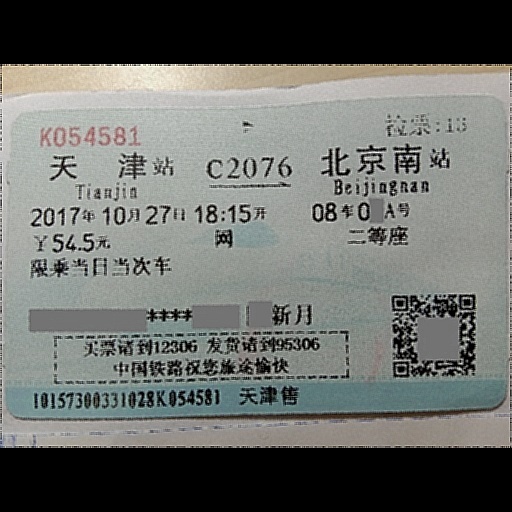 K054581 检票:13
天津站 C2076 北京南站
Tianjin Beijingnan
2017年10月27日18:15开 08车0 A号
￥54.5元 网 二等座
限乘当日当次车
**** 新月
买票请到12306 发货请到95306
中国铁路祝您旅途愉快
10157300331028K054581 天津售